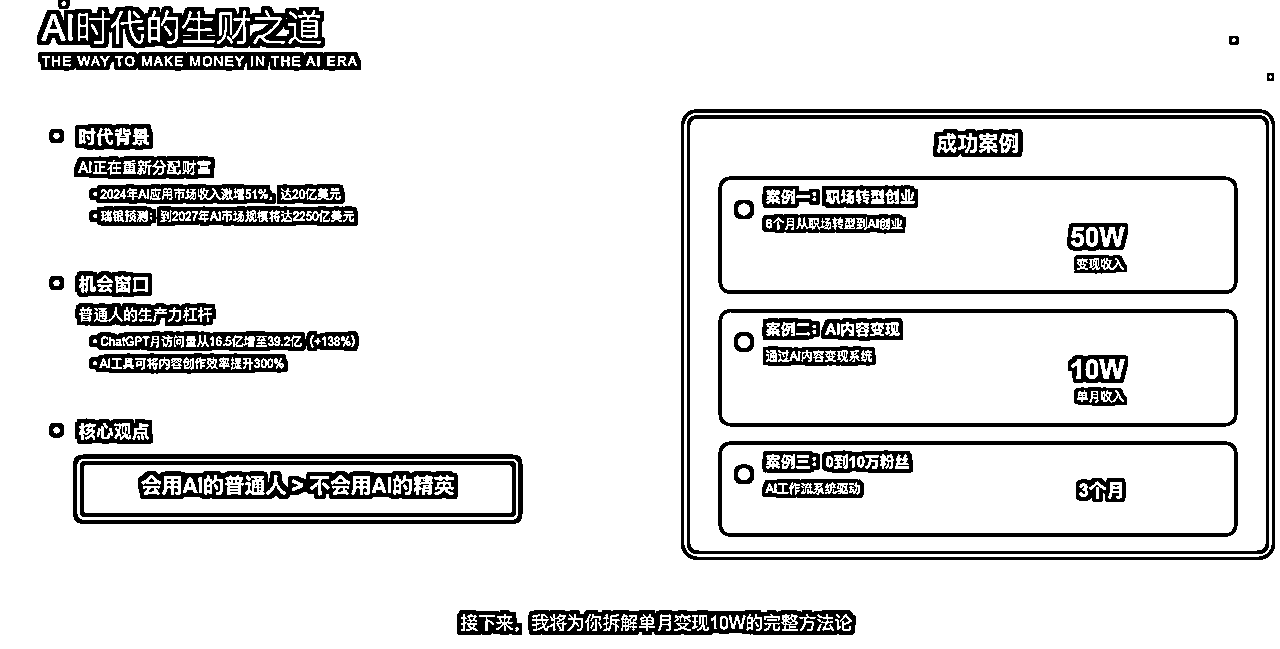 AI时代的生财之道
THE WAY TO MAKE MONEY IN THE AI ERA
时代背景
AI正在重新分配财富
2024年AI应用市场收入激增51%，达20亿美元
瑞银预测：到2027年AI市场规模将达2250亿美元
机会窗口
普通人的生产力杠杆
ChatGPT月访问量从16.5亿增至39.2亿（+138%）
AI工具可将内容创作效率提升300%
核心观点
会用AI的普通人 > 不会用AI的精英
成功案例
案例一：职场转型创业
6个月从职场转型到AI创业
50W
变现收入
案例二：AI内容变现
通过AI内容变现系统
10W
单月收入
案例三：0到10万粉丝
AI工作流系统驱动
3个月
接下来，我将为你拆解单月变现10W的完整方法论